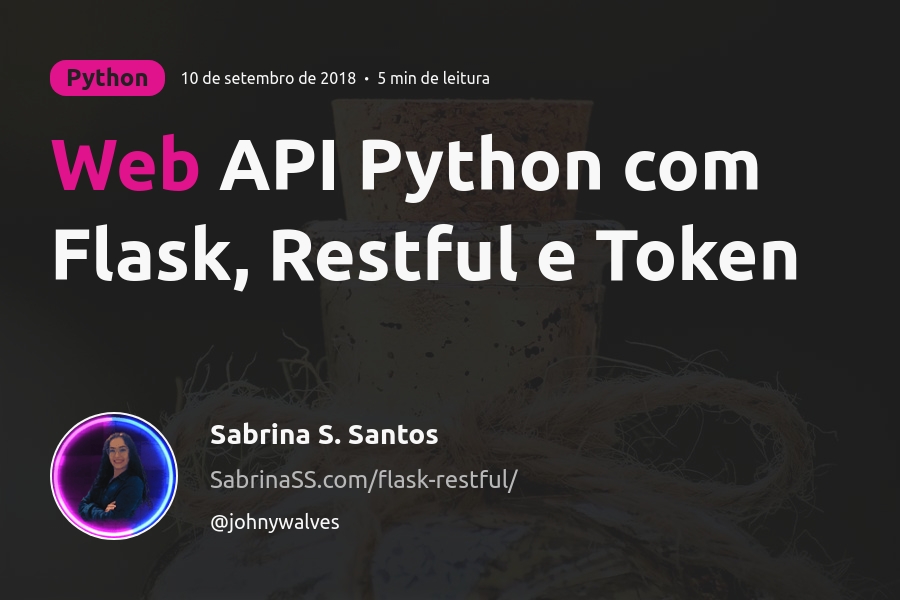 Python
10 de setembro de 2018 • 5 min de leitura
Web API Python com
Flask, Restful e Token
Sabrina S. Santos
SabrinaSS.com/flask-restful/
@johnywalves